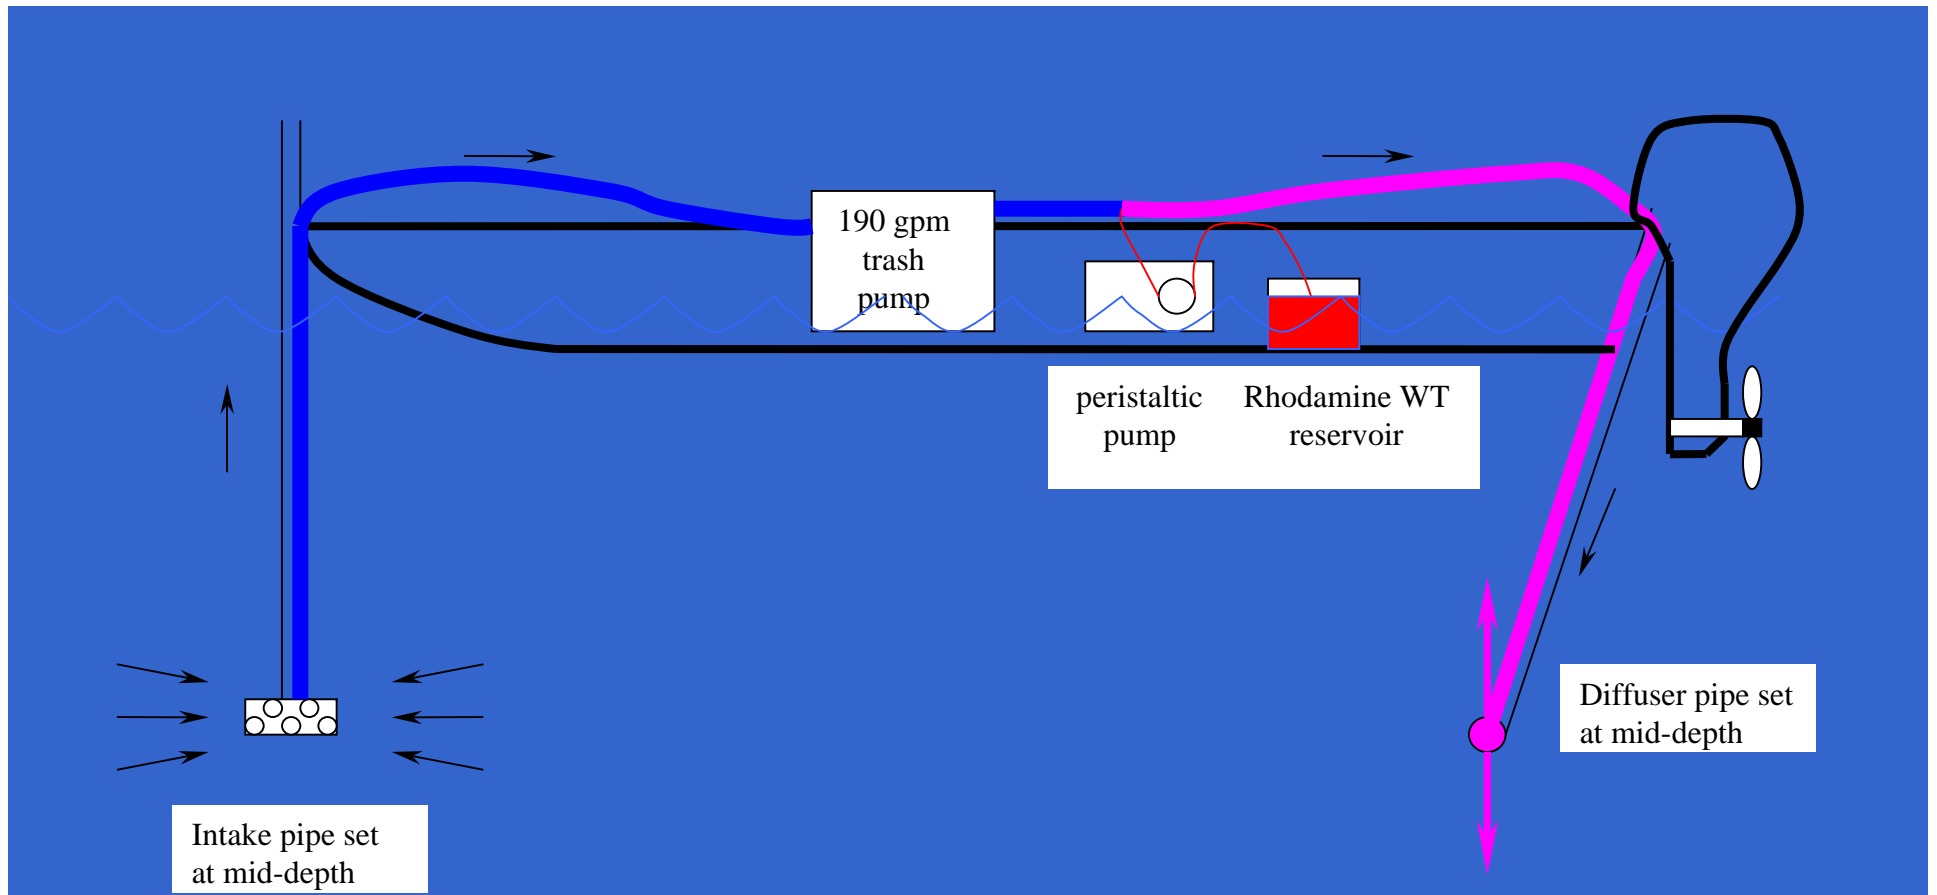 190 gpm
trash
pump
peristaltic
pump
Rhodamine WT
reservoir
Diffuser pipe set
at mid-depth
Intake pipe set
at mid-depth